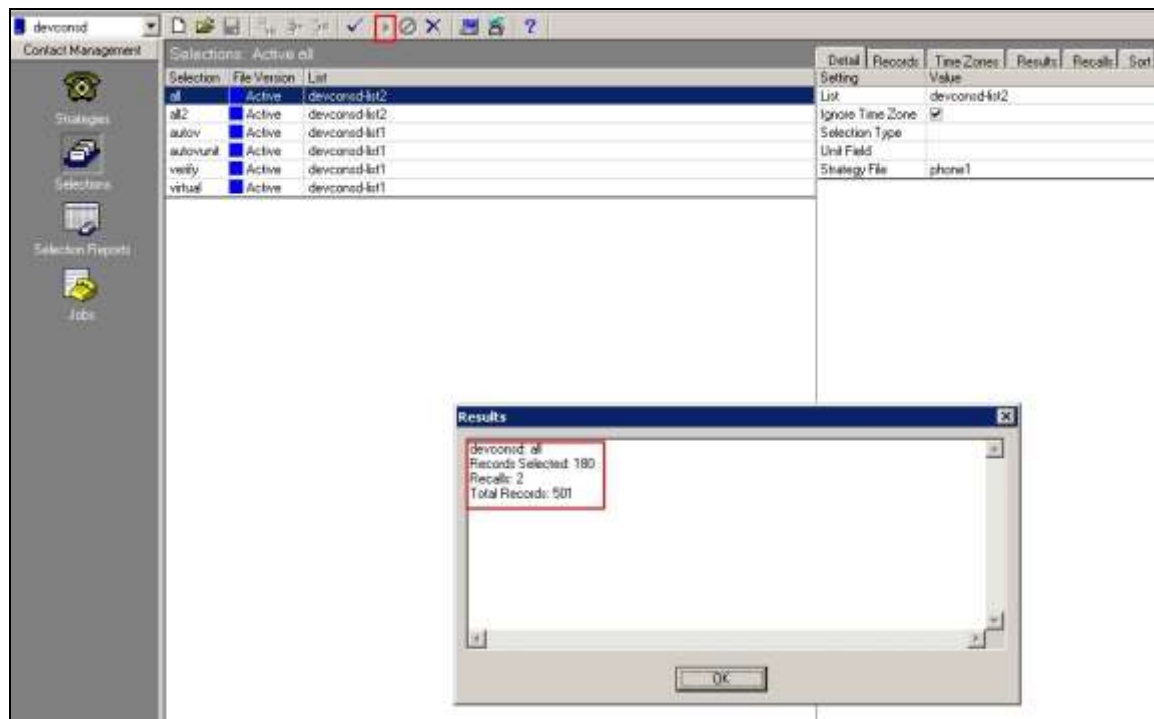 devconsd
?
Contact Management
Strategies
Selections
Selection Reports
Jobs
Selections: Active all
Selection File Version List
all Active devconsd-list2
all2 Active devconsd-list2
autov Active devconsd-list1
autovunit Active devconsd-list1
verify Active devconsd-list1
virtual Active devconsd-list1
Detail Records Time Zones Results Recalls Sort
Setting Value
List devconsd-list2
Ignore Time Zone
Selection Type
Unit Field
Strategy File phone1
Results
devconsd: all
Records Selected: 180
Recalls: 2
Total Records: 501
OK